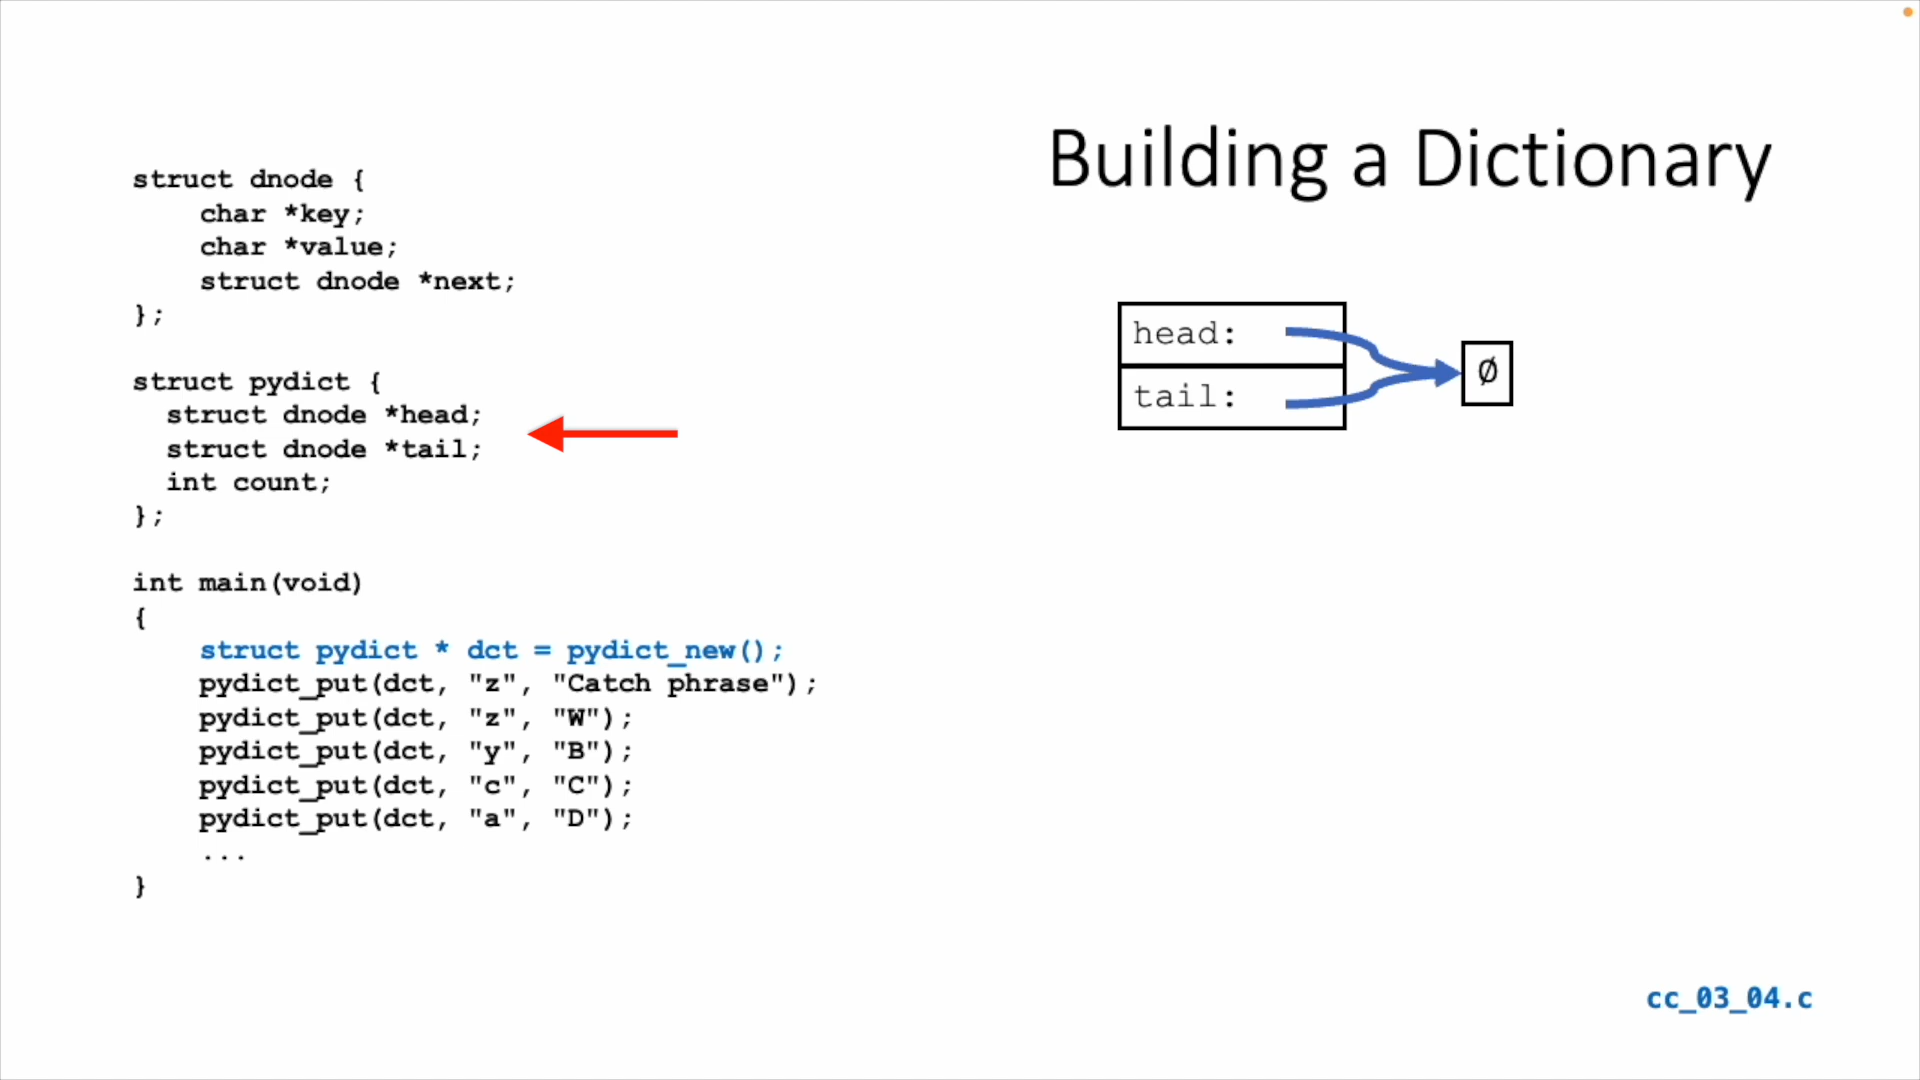 Building a Dictionary
struct dnode {
    char *key;
    char *value;
    struct dnode *next;
};
struct pydict {
  struct dnode *head;
  struct dnode *tail;
  int count;
};
int main(void)
{
    struct pydict * dct = pydict_new();
    pydict_put(dct, "z", "Catch phrase");
    pydict_put(dct, "z", "W");
    pydict_put(dct, "y", "B");
    pydict_put(dct, "c", "C");
    pydict_put(dct, "a", "D");
    ...
}
head:
tail:
Ø
cc_03_04.c